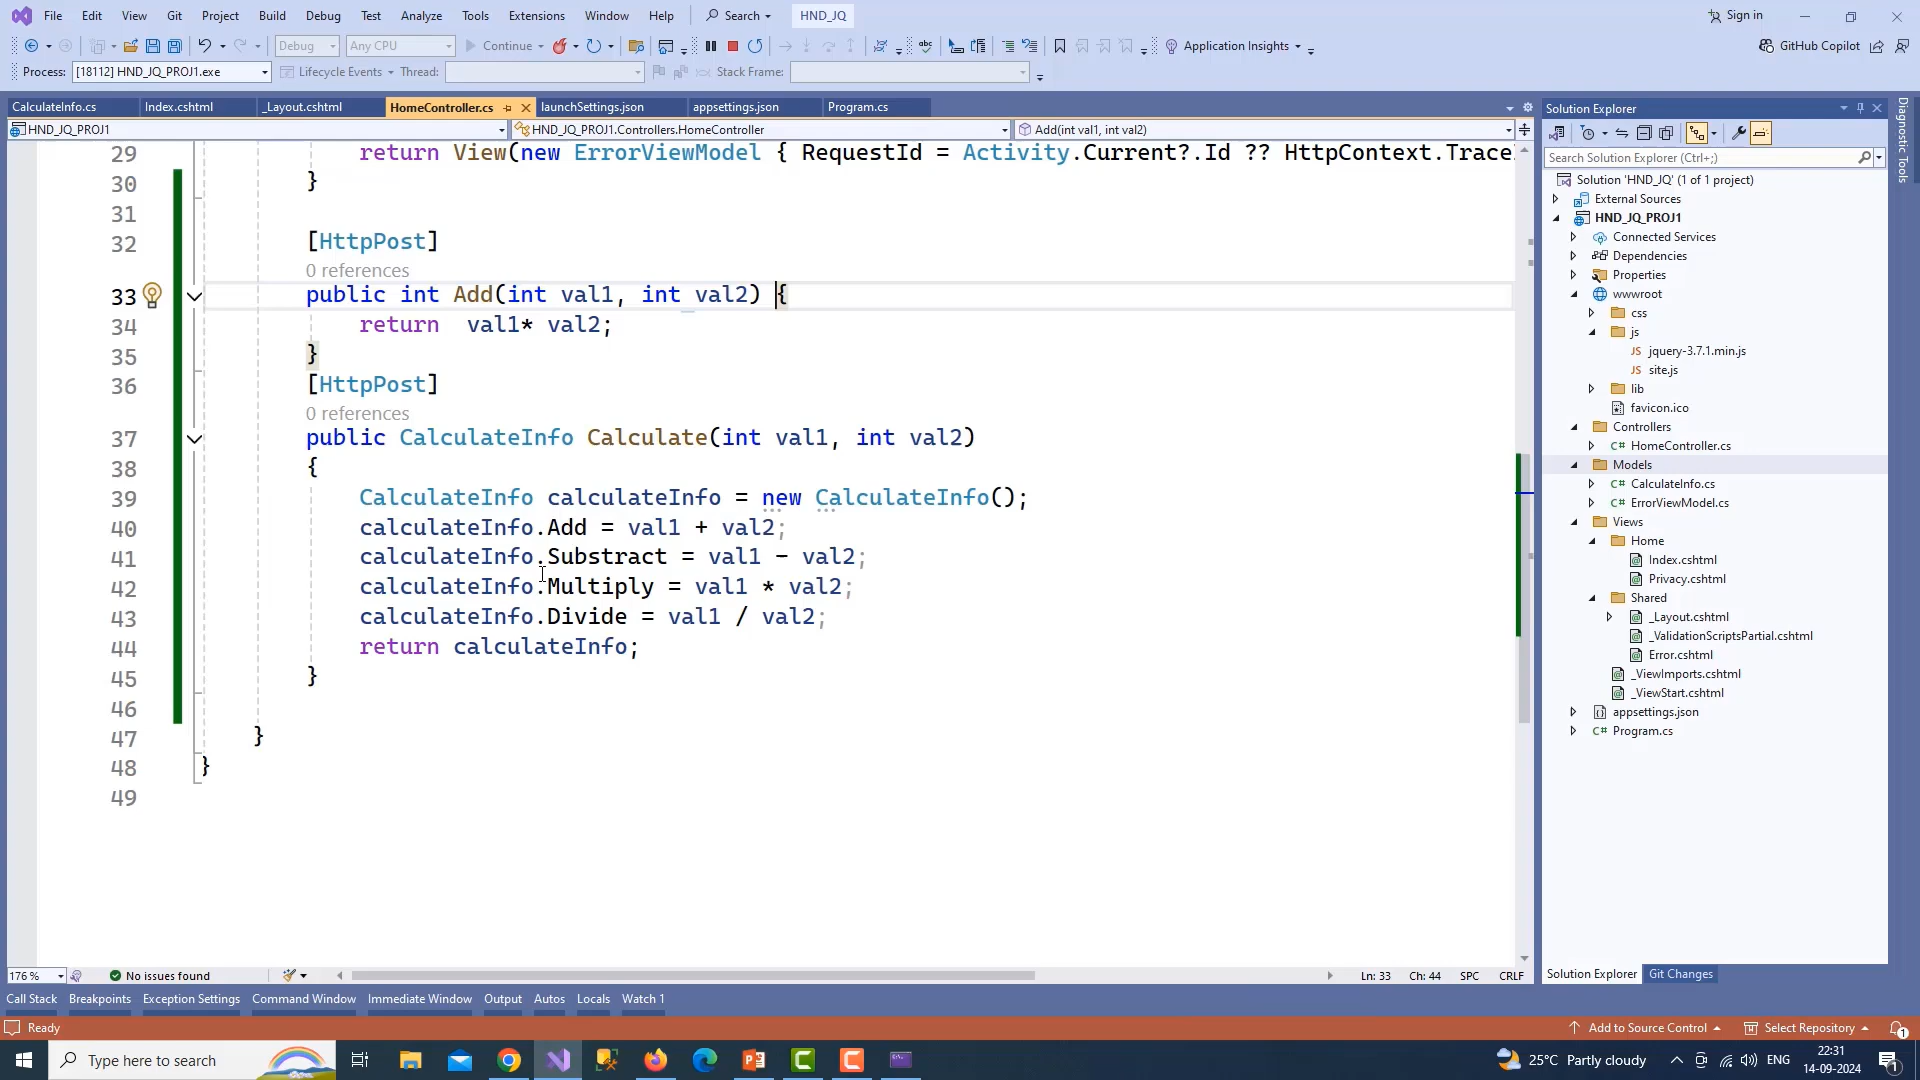 File Edit View Git Project Build Debug Test Analyze Tools Extensions Window Help Search HND_JQ Sign in
Debug Any CPU Continue Application Insights GitHub Copilot
Process: [18112] HND_JQ_PROJ1.exe Lifecycle Events Thread: Stack Frame:
CalculateInfo.cs Index.cshtml _Layout.cshtml HomeController.cs launchSettings.json appsettings.json Program.cs
HND_JQ_PROJ1 HND_JQ_PROJ1.Controllers.HomeController Add(int val1, int val2)
29 return View(new ErrorViewModel { RequestId = Activity.Current?.Id ?? HttpContext.Trace
30 }
31
32 [HttpPost]
0 references
33 public int Add(int val1, int val2) {
34 return val1* val2;
35 }
36 [HttpPost]
0 references
37 public CalculateInfo Calculate(int val1, int val2)
38 {
39 CalculateInfo calculateInfo = new CalculateInfo();
40 calculateInfo.Add = val1 + val2;
41 calculateInfo.Substract = val1 - val2;
42 calculateInfo.Multiply = val1 * val2;
43 calculateInfo.Divide = val1 / val2;
44 return calculateInfo;
45 }
46
47 }
48 }
49
176 % No issues found Ln: 33 Ch: 44 SPC CRLF
Solution Explorer
Search Solution Explorer (Ctrl+;)
Solution 'HND_JQ' (1 of 1 project)
External Sources
HND_JQ_PROJ1
Connected Services
Dependencies
Properties
wwwroot
css
js
JS jquery-3.7.1.min.js
JS site.js
lib
favicon.ico
Controllers
C# HomeController.cs
Models
C# CalculateInfo.cs
C# ErrorViewModel.cs
Views
Home
Index.cshtml
Privacy.cshtml
Shared
_Layout.cshtml
_ValidationScriptsPartial.cshtml
Error.cshtml
_ViewImports.cshtml
_ViewStart.cshtml
appsettings.json
C# Program.cs
Solution Explorer Git Changes
Diagnostic Tools
Call Stack Breakpoints Exception Settings Command Window Immediate Window Output Autos Locals Watch 1
Ready Add to Source Control Select Repository 1
Type here to search 25°C Partly cloudy ENG 22:31 14-09-2024 1